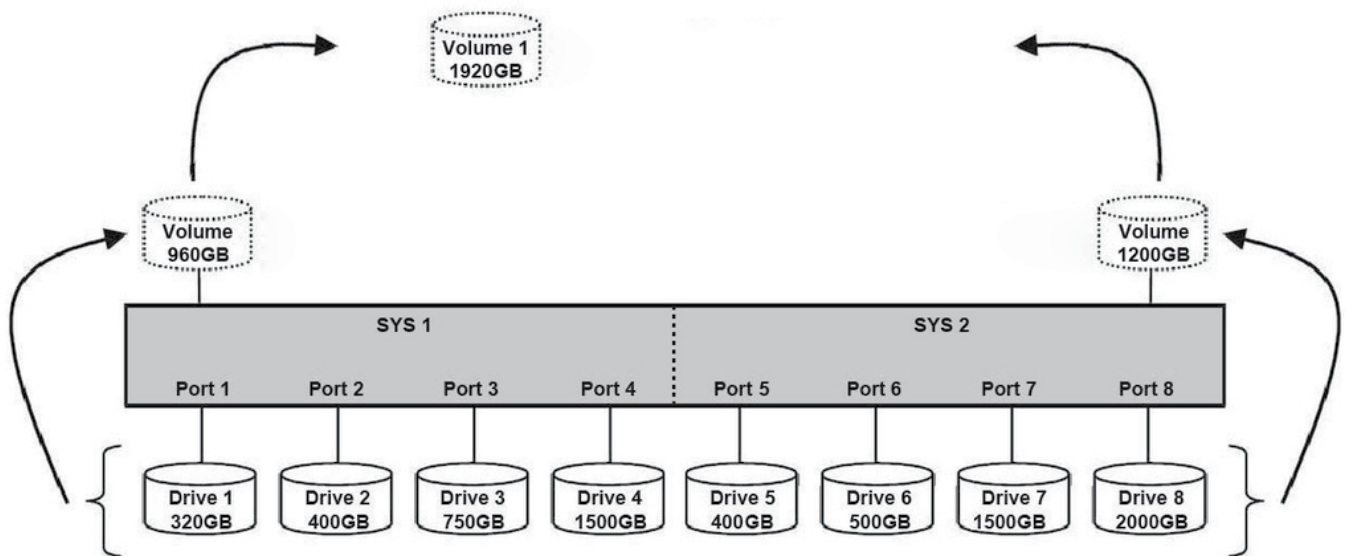 Volume 1
1920GB
Volume
960GB
Volume
1200GB
SYS 1
SYS 2
Port 1
Port 2
Port 3
Port 4
Port 5
Port 6
Port 7
Port 8
Drive 1
320GB
Drive 2
400GB
Drive 3
750GB
Drive 4
1500GB
Drive 5
400GB
Drive 6
500GB
Drive 7
1500GB
Drive 8
2000GB